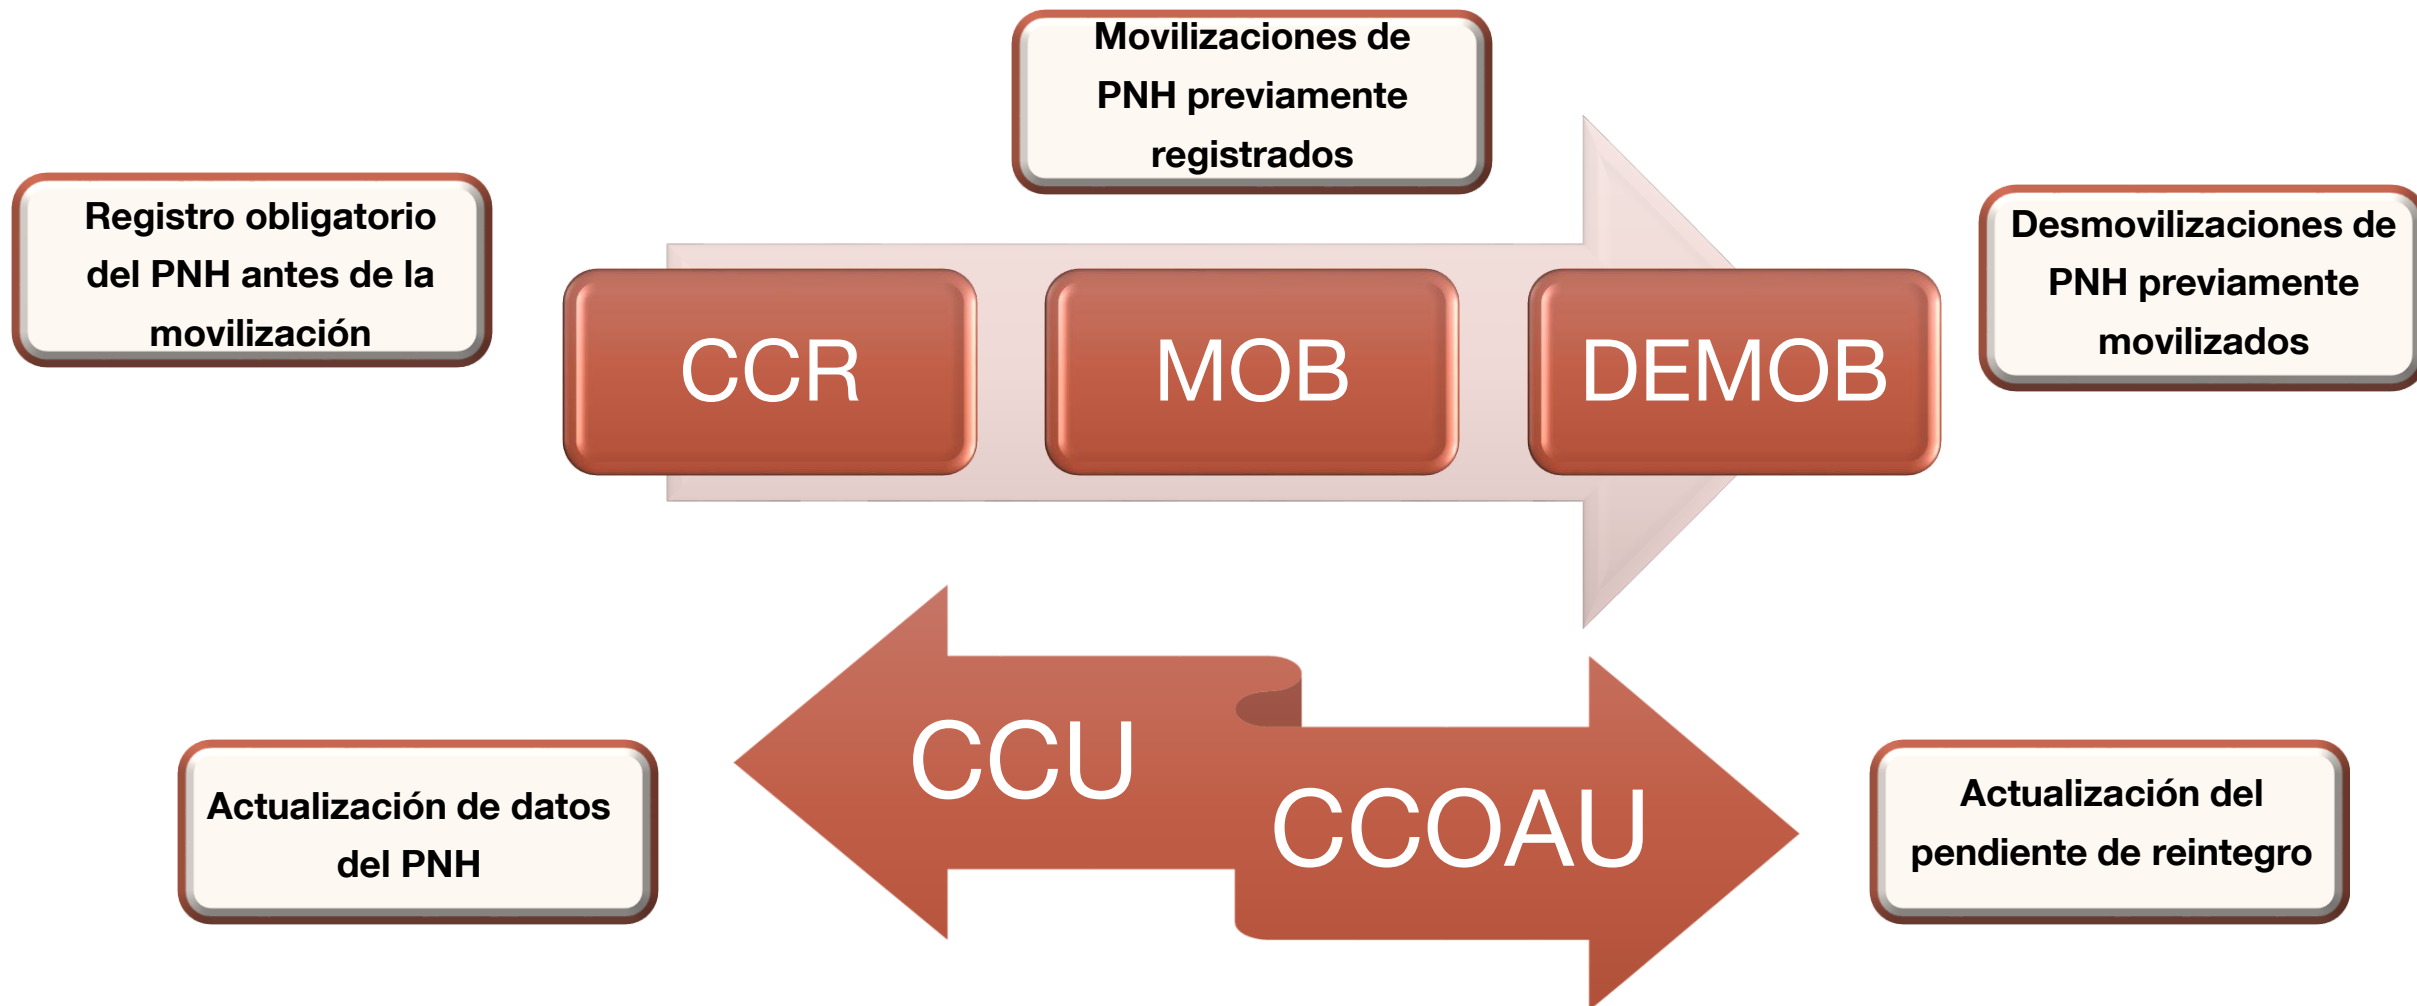 Movilizaciones de
PNH previamente
registrados
Registro obligatorio
del PNH antes de la
movilización
Desmovilizaciones de
PNH previamente
movilizados
CCR
MOB
DEMOB
CCU
CCOAU
Actualización de datos
del PNH
Actualización del
pendiente de reintegro